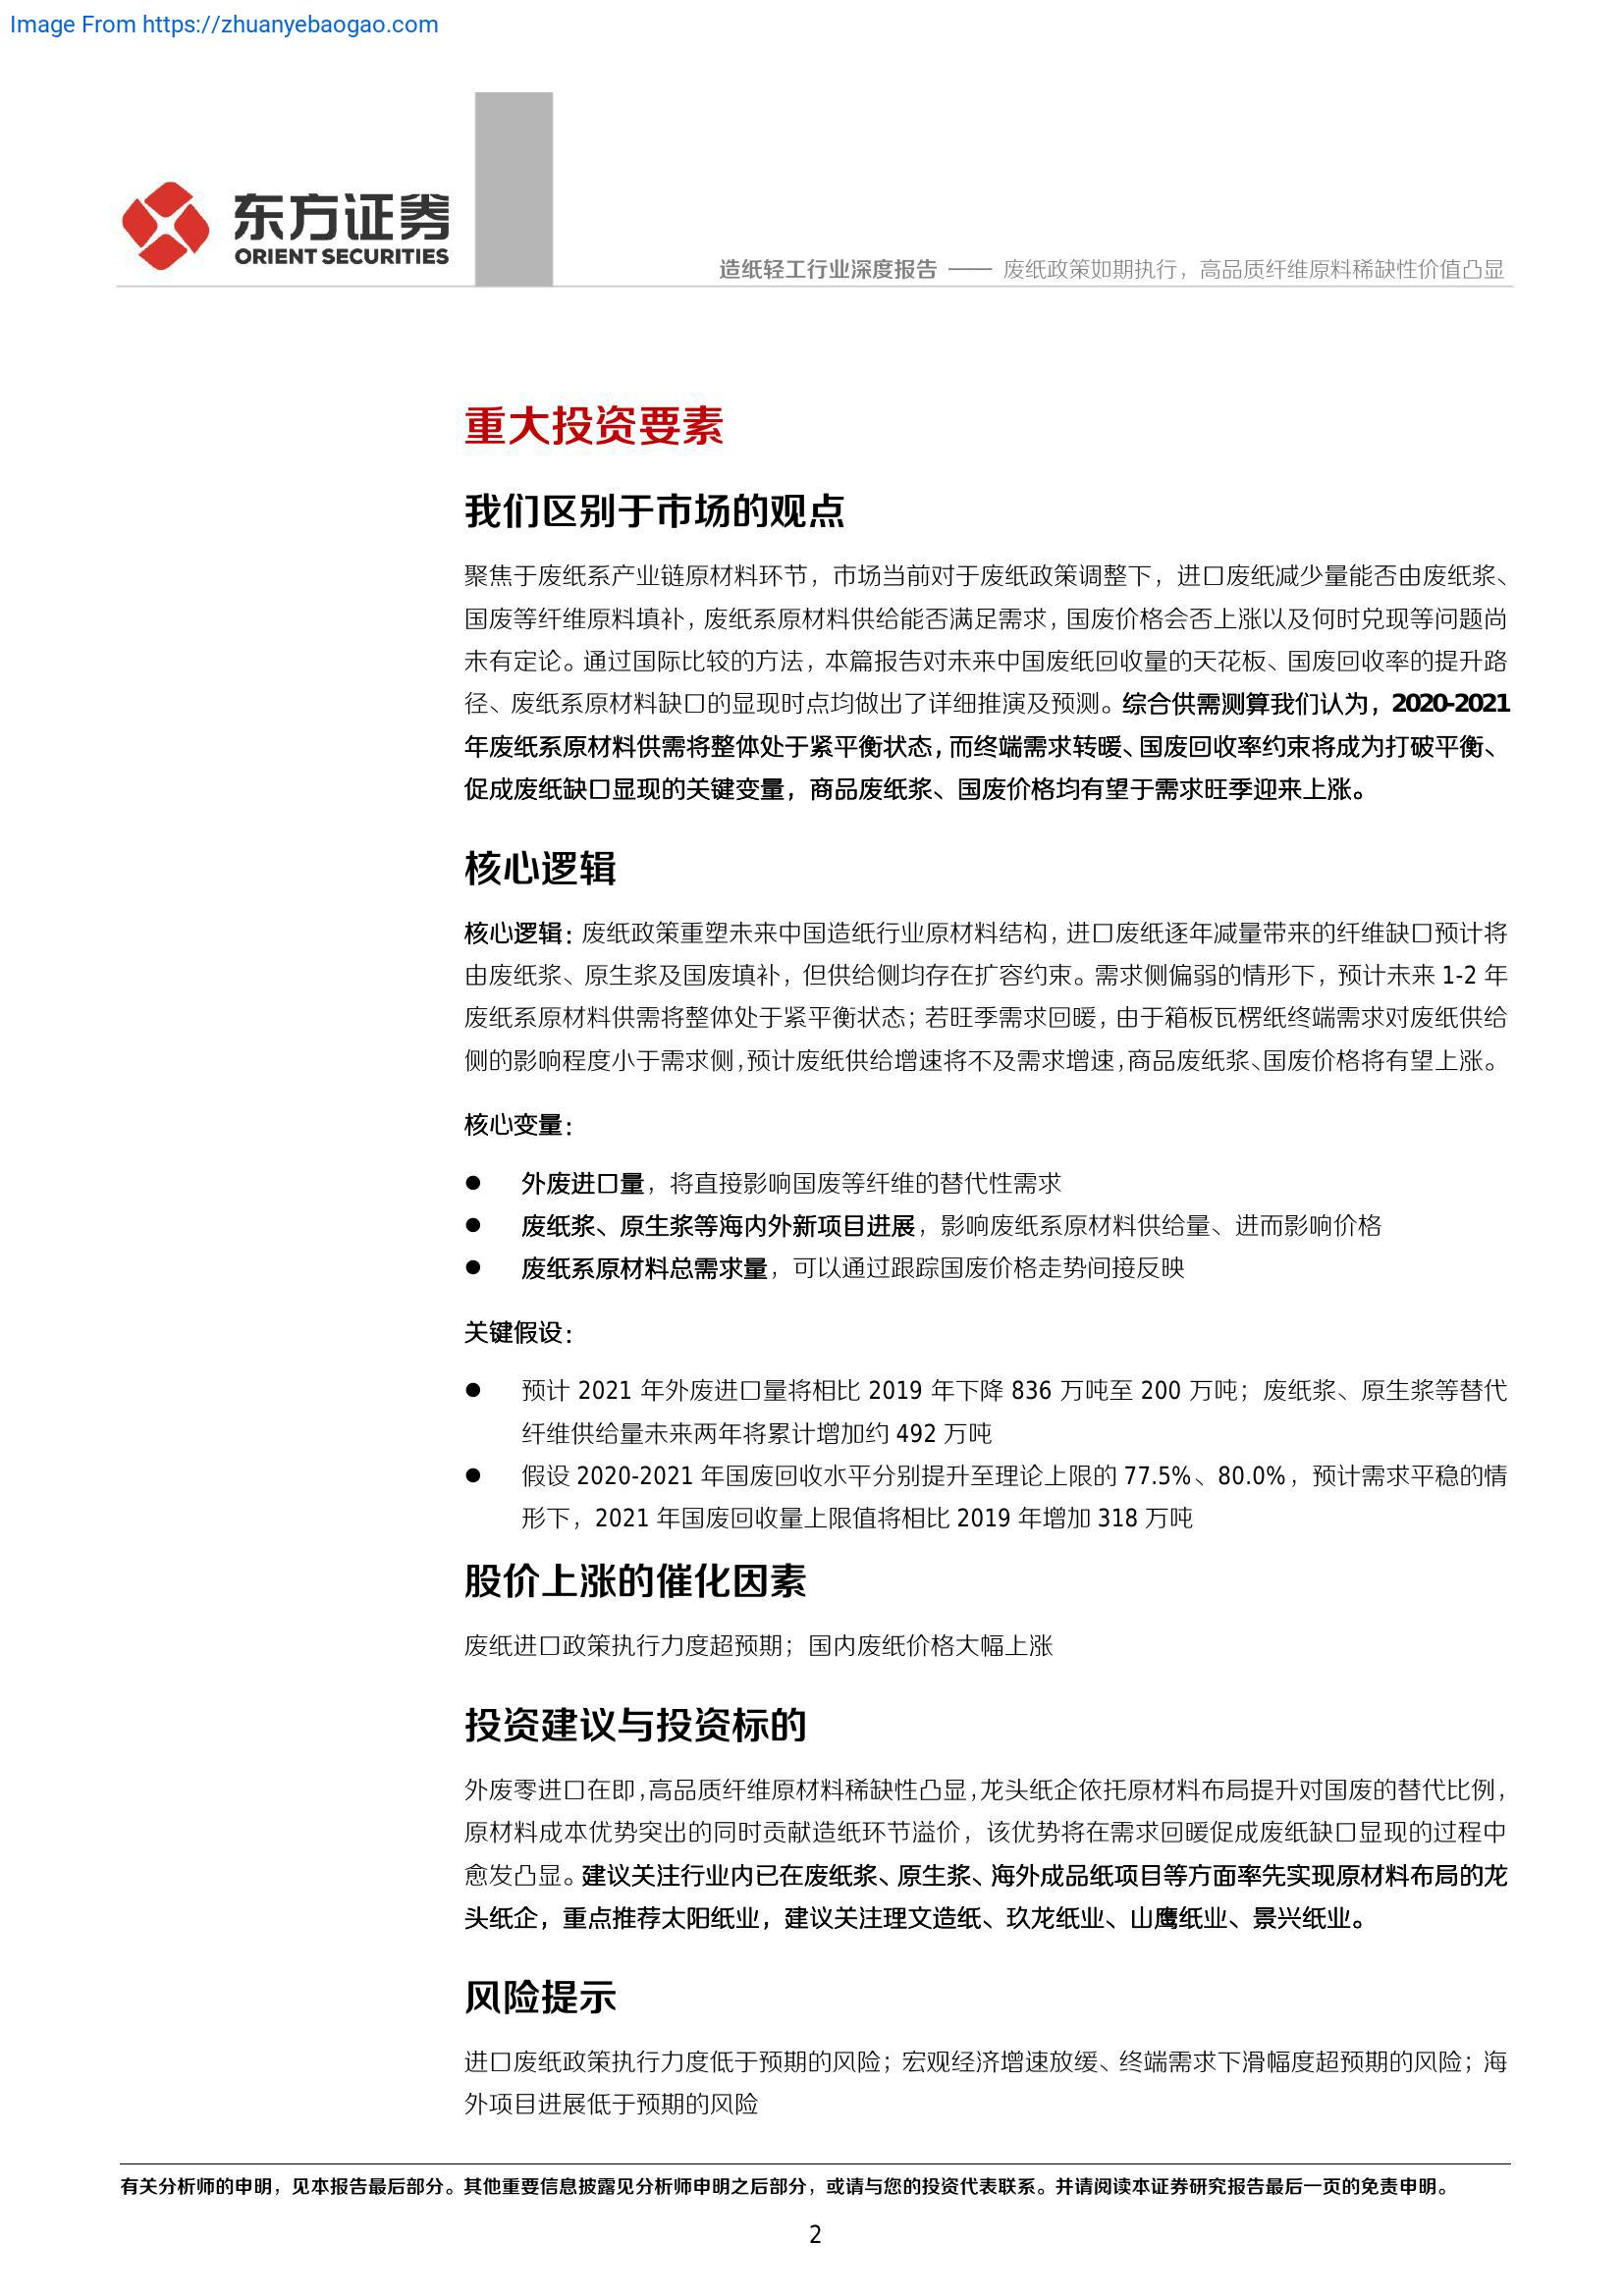 Image From https://zhuanyebaogao.com
东方证券
ORIENT SECURITIES
造纸轻工行业深度报告 —— 废纸政策如期执行，高品质纤维原料稀缺性价值凸显
重大投资要素
我们区别于市场的观点
聚焦于废纸系产业链原材料环节，市场当前对于废纸政策调整下，进口废纸减少量能否由废纸浆、
国废等纤维原料填补，废纸系原材料供给能否满足需求，国废价格会否上涨以及何时兑现等问题尚
未有定论。通过国际比较的方法，本篇报告对未来中国废纸回收量的天花板、国废回收率的提升路
径、废纸系原材料缺口的显现时点均做出了详细推演及预测。综合供需测算我们认为，2020-2021
年废纸系原材料供需将整体处于紧平衡状态，而终端需求转暖、国废回收率约束将成为打破平衡、
促成废纸缺口显现的关键变量，商品废纸浆、国废价格均有望于需求旺季迎来上涨。
核心逻辑
核心逻辑：废纸政策重塑未来中国造纸行业原材料结构，进口废纸逐年减量带来的纤维缺口预计将
由废纸浆、原生浆及国废填补，但供给侧均存在扩容约束。需求侧偏弱的情形下，预计未来 1-2 年
废纸系原材料供需将整体处于紧平衡状态；若旺季需求回暖，由于箱板瓦楞纸终端需求对废纸供给
侧的影响程度小于需求侧，预计废纸供给增速将不及需求增速，商品废纸浆、国废价格将有望上涨。
核心变量：
● 外废进口量，将直接影响国废等纤维的替代性需求
● 废纸浆、原生浆等海内外新项目进展，影响废纸系原材料供给量、进而影响价格
● 废纸系原材料总需求量，可以通过跟踪国废价格走势间接反映
关键假设：
● 预计 2021 年外废进口量将相比 2019 年下降 836 万吨至 200 万吨；废纸浆、原生浆等替代
纤维供给量未来两年将累计增加约 492 万吨
● 假设 2020-2021 年国废回收水平分别提升至理论上限的 77.5%、80.0%，预计需求平稳的情
形下，2021 年国废回收量上限值将相比 2019 年增加 318 万吨
股价上涨的催化因素
废纸进口政策执行力度超预期；国内废纸价格大幅上涨
投资建议与投资标的
外废零进口在即，高品质纤维原材料稀缺性凸显，龙头纸企依托原材料布局提升对国废的替代比例，
原材料成本优势突出的同时贡献造纸环节溢价，该优势将在需求回暖促成废纸缺口显现的过程中
愈发凸显。建议关注行业内已在废纸浆、原生浆、海外成品纸项目等方面率先实现原材料布局的龙
头纸企，重点推荐太阳纸业，建议关注理文造纸、玖龙纸业、山鹰纸业、景兴纸业。
风险提示
进口废纸政策执行力度低于预期的风险；宏观经济增速放缓、终端需求下滑幅度超预期的风险；海
外项目进展低于预期的风险
有关分析师的申明，见本报告最后部分。其他重要信息披露见分析师申明之后部分，或请与您的投资代表联系。并请阅读本证券研究报告最后一页的免责申明。
2